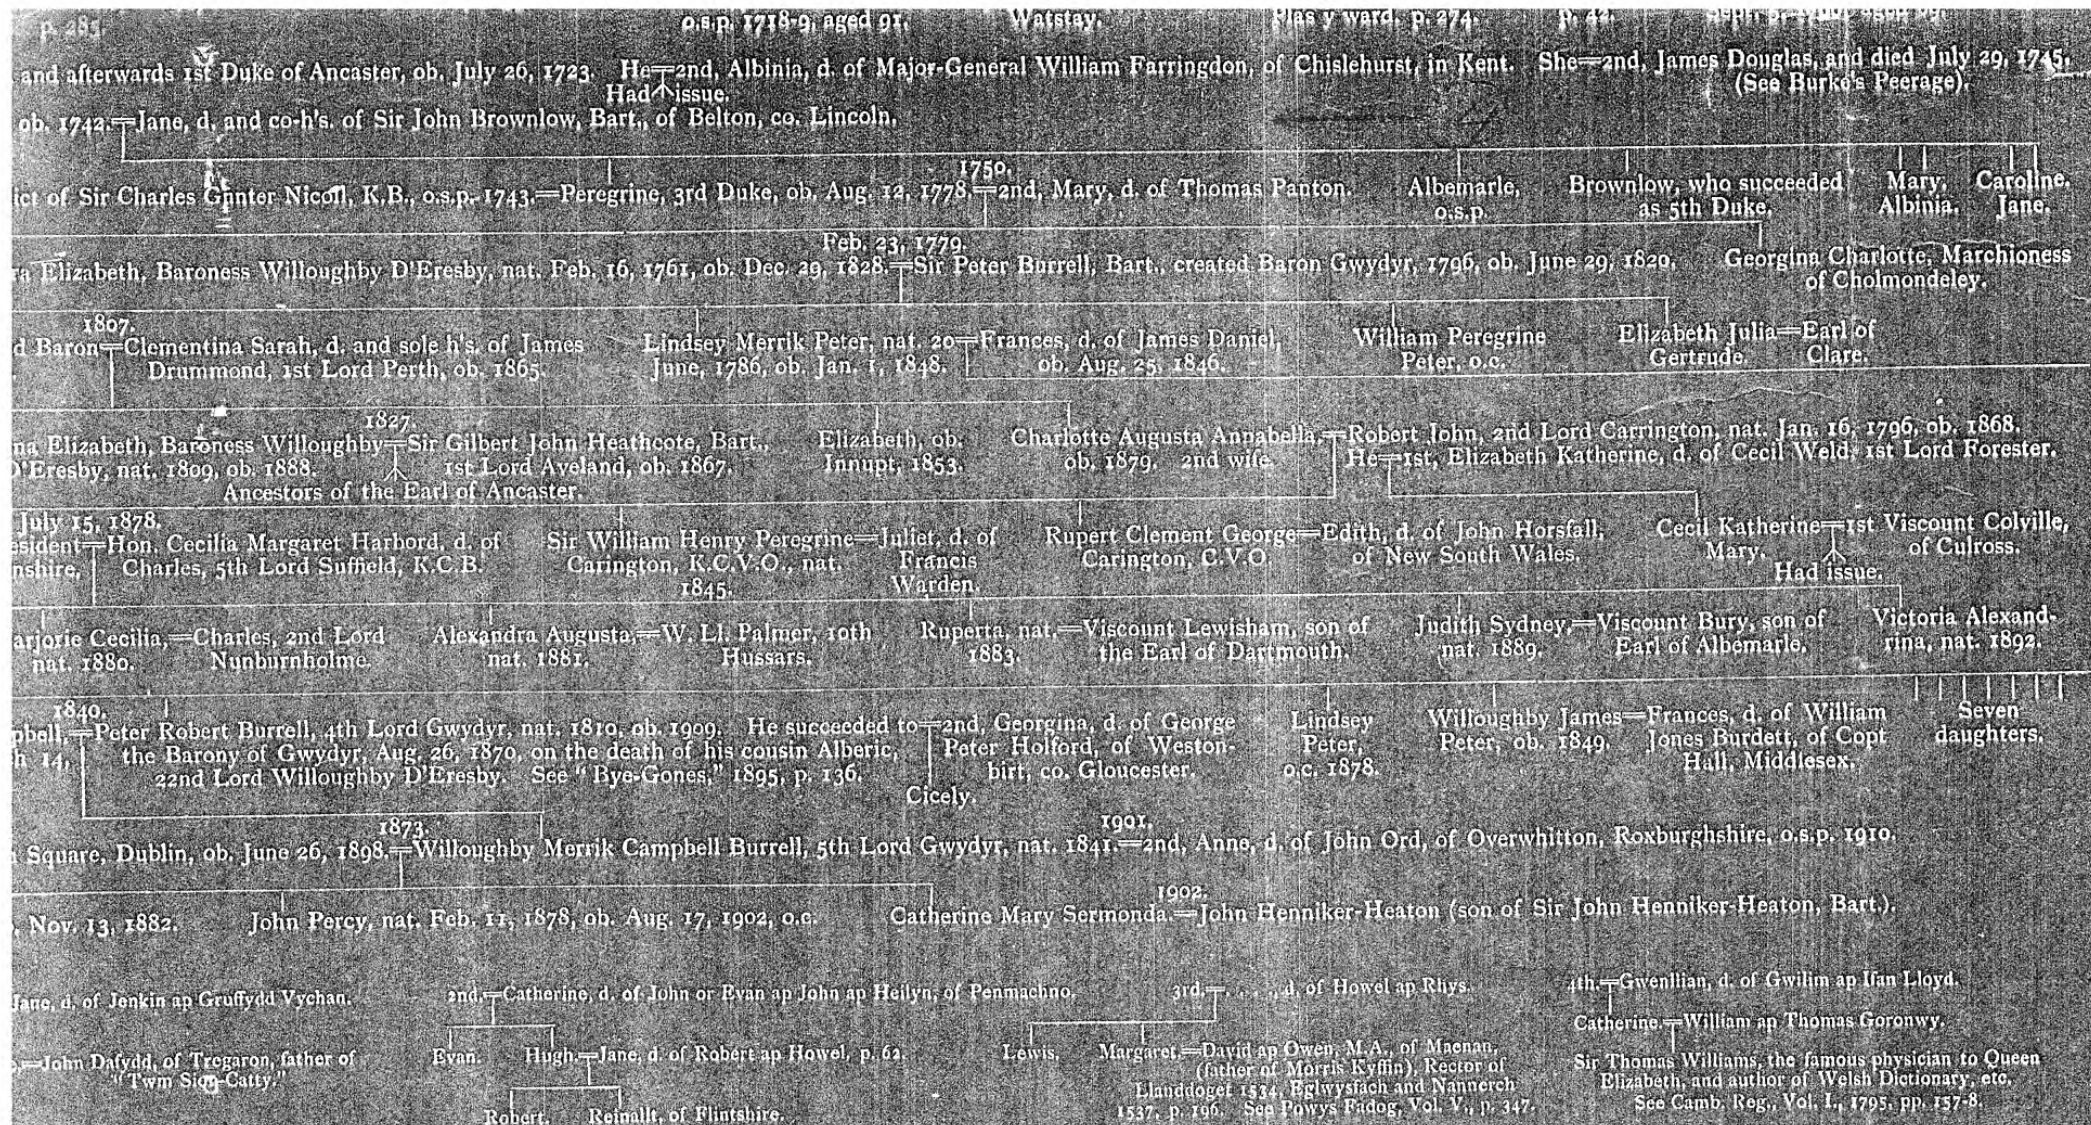 p. 285.
o.s.p. 1718-9, aged 91.
Watstay.
Plas y ward. p. 274.
p. 42.
and afterwards 1st Duke of Ancaster, ob. July 26, 1723. He=2nd, Albinia, d. of Major-General William Farringdon, of Chislehurst, in Kent. She=2nd, James Douglas, and died July 29, 1745.
Had issue.
(See Burke's Peerage).
ob. 1742.=Jane, d. and co-h's. of Sir John Brownlow, Bart., of Belton, co. Lincoln.
1750.
ict of Sir Charles Gunter Nicoll, K.B., o.s.p. 1743.=Peregrine, 3rd Duke, ob. Aug. 12, 1778.=2nd, Mary, d. of Thomas Panton.
Albemarle,
o.s.p.
Brownlow, who succeeded
as 5th Duke.
Mary.
Albinia.
Caroline.
Jane.
Feb. 23, 1779.
ra Elizabeth, Baroness Willoughby D'Eresby, nat. Feb. 16, 1761, ob. Dec. 29, 1828.=Sir Peter Burrell, Bart., created Baron Gwydyr, 1796, ob. June 29, 1820.
Georgina Charlotte, Marchioness
of Cholmondeley.
1807.
d Baron=Clementina Sarah, d. and sole h's. of James
Drummond, 1st Lord Perth, ob. 1865.
Lindsey Merrik Peter, nat. 20=Frances, d. of James Daniel,
June, 1786, ob. Jan. 1, 1848.
ob. Aug. 25, 1846.
William Peregrine
Peter, o.c.
Elizabeth Julia=Earl of
Gertrude.
Clare.
1827.
na Elizabeth, Baroness Willoughby=Sir Gilbert John Heathcote, Bart.,
D'Eresby, nat. 1809, ob. 1888.
1st Lord Aveland, ob. 1867.
Ancestors of the Earl of Ancaster.
Elizabeth, ob.
Innupt, 1853.
Charlotte Augusta Annabella,=Robert John, 2nd Lord Carrington, nat. Jan. 16, 1796, ob. 1868.
ob. 1879. 2nd wife.
He=1st, Elizabeth Katherine, d. of Cecil Weld, 1st Lord Forester.
July 15, 1878.
esident=Hon. Cecilia Margaret Harbord, d. of
nshire,
Charles, 5th Lord Suffield, K.C.B.
Sir William Henry Peregrine=Juliet, d. of
Carington, K.C.V.O., nat.
Francis
1845.
Warden.
Rupert Clement George=Edith, d. of John Horsfall,
Carington, C.V.O.
of New South Wales.
Cecil Katherine=1st Viscount Colville,
Mary.
of Culross.
Had issue.
arjorie Cecilia,=Charles, 2nd Lord
nat. 1880.
Nunburnholme.
Alexandra Augusta,=W. Ll. Palmer, 10th
nat. 1881.
Hussars.
Ruperta, nat.=Viscount Lewisham, son of
1883.
the Earl of Dartmouth.
Judith Sydney,=Viscount Bury, son of
nat. 1889.
Earl of Albemarle.
Victoria Alexand-
rina, nat. 1892.
1840.
pbell,=Peter Robert Burrell, 4th Lord Gwydyr, nat. 1810, ob. 1909. He succeeded to=2nd, Georgina, d. of George
h 14,
the Barony of Gwydyr, Aug. 26, 1870, on the death of his cousin Alberic,
Peter Holford, of Weston-
22nd Lord Willoughby D'Eresby. See "Bye-Gones," 1895, p. 136.
birt, co. Gloucester.
Cicely.
Lindsey
Peter,
o.c. 1878.
Willoughby James=Frances, d. of William
Peter, ob. 1849.
Jones Burdett, of Copt
Hall, Middlesex.
Seven
daughters.
1873.
1901.
n Square, Dublin, ob. June 26, 1898.=Willoughby Merrik Campbell Burrell, 5th Lord Gwydyr, nat. 1841.=2nd, Anne, d. of John Ord, of Overwhitton, Roxburghshire, o.s.p. 1910.
1902.
. Nov. 13, 1882.
John Percy, nat. Feb. 11, 1878, ob. Aug. 17, 1902, o.c.
Catherine Mary Sermonda.=John Henniker-Heaton (son of Sir John Henniker-Heaton, Bart.).
Jane, d. of Jenkin ap Gruffydd Vychan.
2nd.=Catherine, d. of John or Evan ap John ap Heilyn, of Penmachno.
3rd.=. . . ., d. of Howel ap Rhys.
4th.=Gwenllian, d. of Gwilim ap Ifan Lloyd.
Catherine.=William ap Thomas Goronwy.
.=John Dafydd, of Tregaron, father of
"Twm Sion Catty."
Evan.
Hugh.=Jane, d. of Robert ap Howel, p. 62.
Lewis.
Margaret.=David ap Owen, M.A., of Maenan,
(father of Morris Kyffin), Rector of
Llanddoget 1534, Eglwysfach and Nannerch
1537, p. 196. See Powys Fadog, Vol. V., p. 347.
Sir Thomas Williams, the famous physician to Queen
Elizabeth, and author of Welsh Dictionary, etc.
See Camb. Reg., Vol. I., 1795, pp. 157-8.
Robert.
Reinallt, of Flintshire.